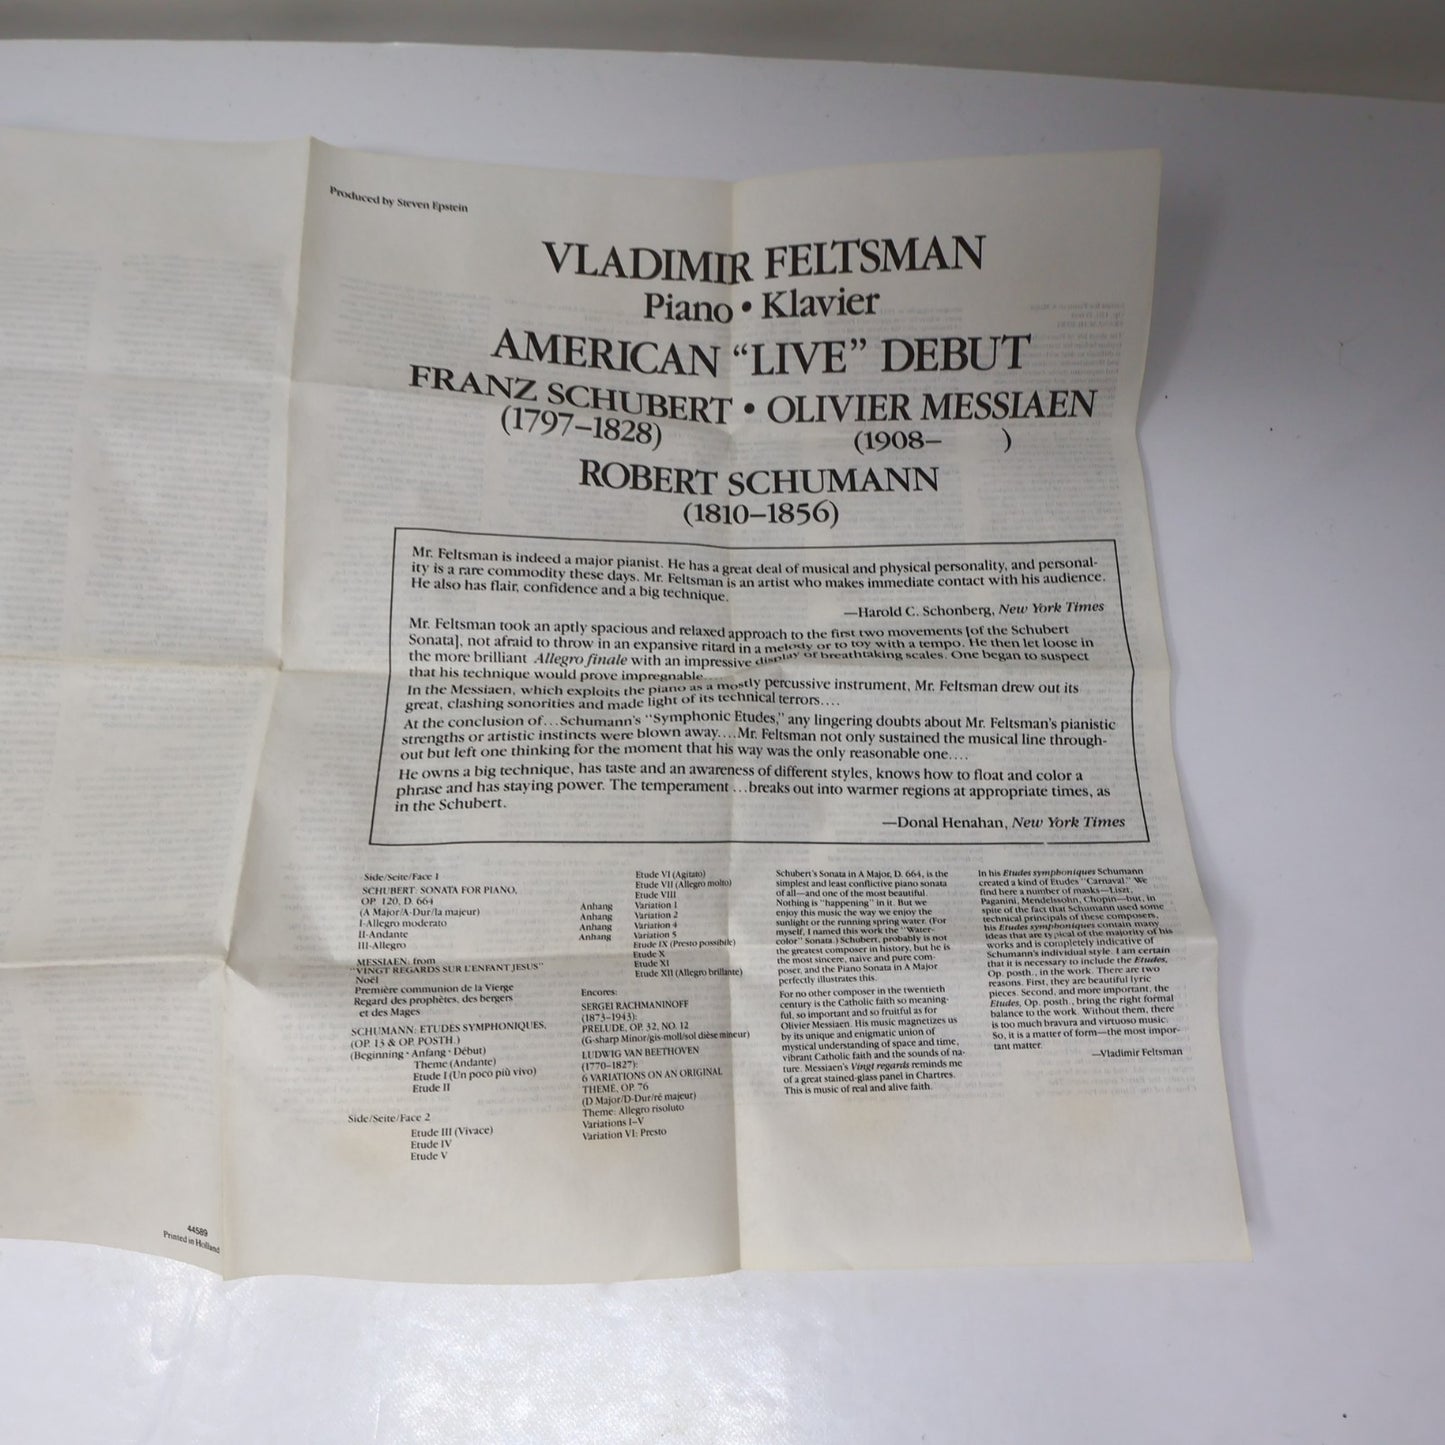 Produced by Steven Epstein
VLADIMIR FELTSMAN
Piano • Klavier
AMERICAN “LIVE” DEBUT
FRANZ SCHUBERT • OLIVIER MESSIAEN
(1797–1828) (1908– )
ROBERT SCHUMANN
(1810–1856)
Mr. Feltsman is indeed a major pianist. He has a great deal of musical and physical personality, and personal-
ity is a rare commodity these days. Mr. Feltsman is an artist who makes immediate contact with his audience.
He also has flair, confidence and a big technique.
—Harold C. Schonberg, New York Times
Mr. Feltsman took an aptly spacious and relaxed approach to the first two movements [of the Schubert
Sonata], not afraid to throw in an expansive ritard in a melody or to toy with a tempo. He then let loose in
the more brilliant Allegro finale with an impressive display of breathtaking scales. One began to suspect
that his technique would prove impregnable....
In the Messiaen, which exploits the piano as a mostly percussive instrument, Mr. Feltsman drew out its
great, clashing sonorities and made light of its technical terrors....
At the conclusion of...Schumann's “Symphonic Etudes,” any lingering doubts about Mr. Feltsman's pianistic
strengths or artistic instincts were blown away....Mr. Feltsman not only sustained the musical line through-
out but left one thinking for the moment that his way was the only reasonable one....
He owns a big technique, has taste and an awareness of different styles, knows how to float and color a
phrase and has staying power. The temperament ...breaks out into warmer regions at appropriate times, as
in the Schubert.
—Donal Henahan, New York Times
Side/Seite/Face 1
SCHUBERT: SONATA FOR PIANO,
OP. 120, D. 664
(A Major/A-Dur/la majeur)
I-Allegro moderato
II-Andante
III-Allegro
MESSIAEN: from
“VINGT REGARDS SUR L'ENFANT JESUS”
Noël
Première communion de la Vierge
Regard des prophètes, des bergers
et des Mages
SCHUMANN: ETUDES SYMPHONIQUES,
(OP. 13 & OP. POSTH.)
(Beginning • Anfang • Début)
Theme (Andante)
Etude I (Un poco più vivo)
Etude II
Side/Seite/Face 2
Etude III (Vivace)
Etude IV
Etude V
Etude VI (Agitato)
Etude VII (Allegro molto)
Etude VIII
Anhang Variation 1
Anhang Variation 2
Anhang Variation 4
Anhang Variation 5
Etude IX (Presto possibile)
Etude X
Etude XI
Etude XII (Allegro brillante)
Encores:
SERGEI RACHMANINOFF
(1873–1943):
PRELUDE, OP. 32, NO. 12
(G-sharp Minor/gis-moll/sol dièse mineur)
LUDWIG VAN BEETHOVEN
(1770–1827):
6 VARIATIONS ON AN ORIGINAL
THEME, OP. 76
(D Major/D-Dur/ré majeur)
Theme: Allegro risoluto
Variations I–V
Variation VI: Presto
Schubert's Sonata in A Major, D. 664, is the
simplest and least conflictive piano sonata
of all—and one of the most beautiful.
Nothing is “happening” in it. But we
enjoy this music the way we enjoy the
sunlight or the running spring water. (For
myself, I named this work the “Water-
color” Sonata.) Schubert, probably is not
the greatest composer in history, but he is
the most sincere, naive and pure com-
poser, and the Piano Sonata in A Major
perfectly illustrates this.
For no other composer in the twentieth
century is the Catholic faith so meaning-
ful, so important and so fruitful as for
Olivier Messiaen. His music magnetizes us
by its unique and enigmatic union of
mystical understanding of space and time,
vibrant Catholic faith and the sounds of na-
ture. Messiaen's Vingt regards reminds me
of a great stained-glass panel in Chartres.
This is music of real and alive faith.
In his Etudes symphoniques Schumann
created a kind of Etudes “Carnaval.” We
find here a number of masks—Liszt,
Paganini, Mendelssohn, Chopin—but, in
spite of the fact that Schumann used some
technical principals of these composers,
his Etudes symphoniques contain many
ideas that are typical of the majority of his
works and is completely indicative of
Schumann's individual style. I am certain
that it is necessary to include the Etudes,
Op. posth., in the work. There are two
reasons. First, they are beautiful lyric
pieces. Second, and more important, the
Etudes, Op. posth., bring the right formal
balance to the work. Without them, there
is too much bravura and virtuoso music.
So, it is a matter of form—the most impor-
tant matter.
—Vladimir Feltsman
44589
Printed in Holland